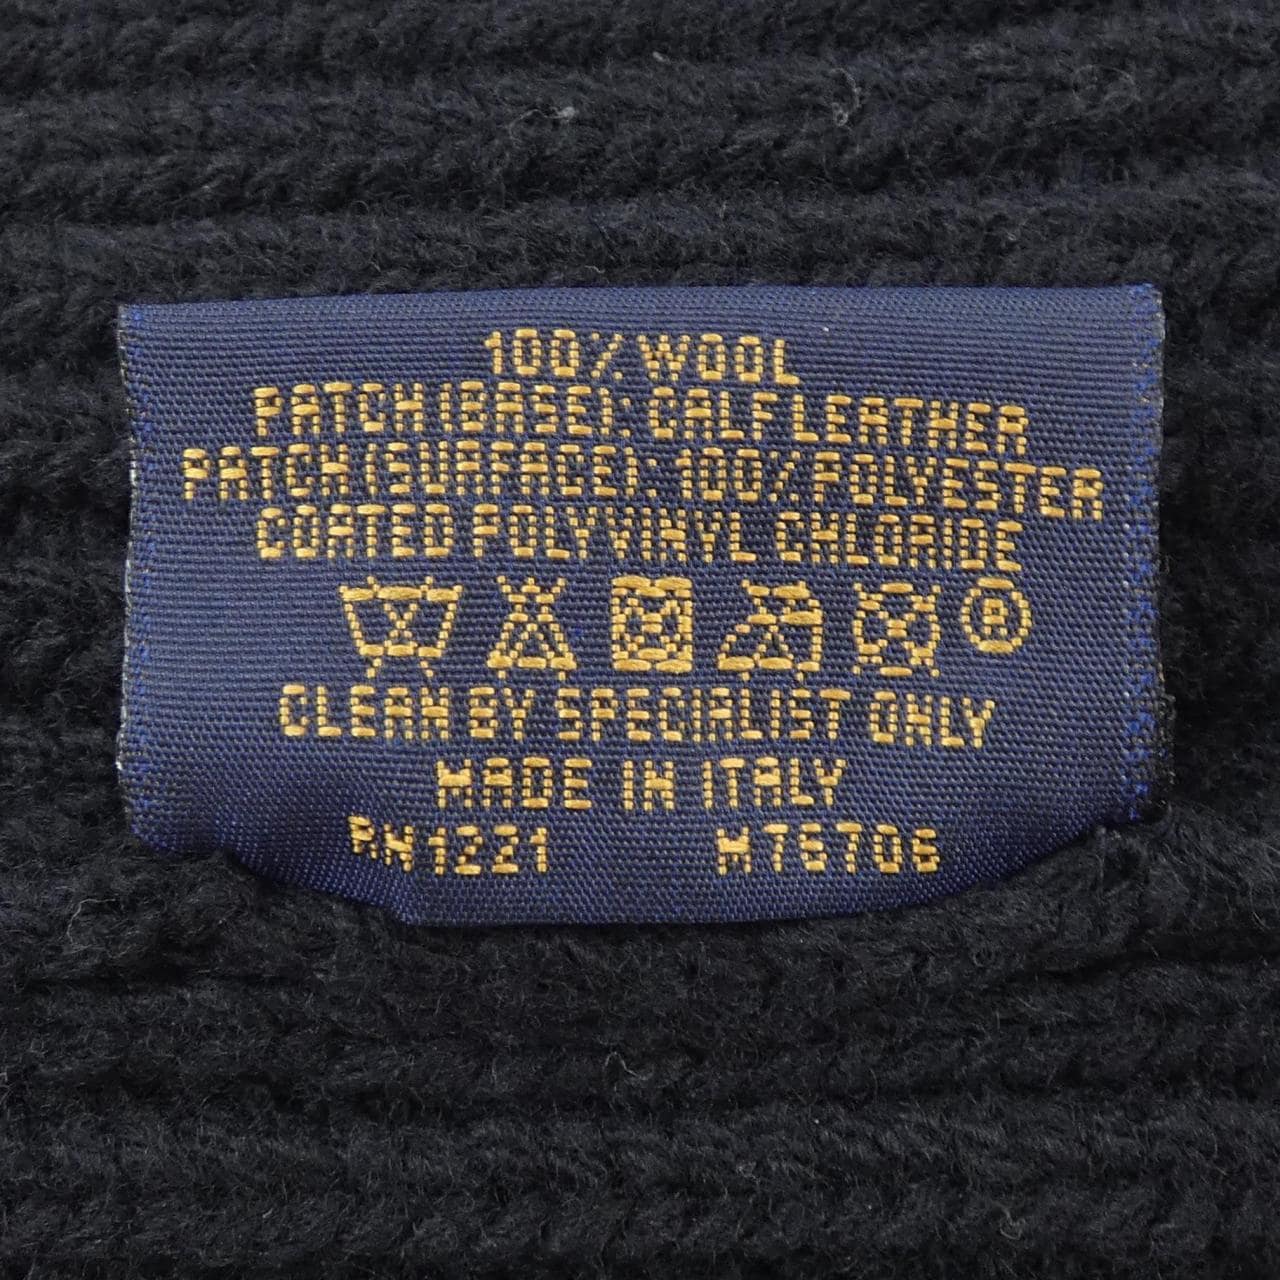 100% WOOL
PATCH (BASE): CALF LEATHER
PATCH (SURFACE): 100% POLYESTER
COATED POLYVINYL CHLORIDE
®
CLEAN BY SPECIALIST ONLY
MADE IN ITALY
RN1221 M76706